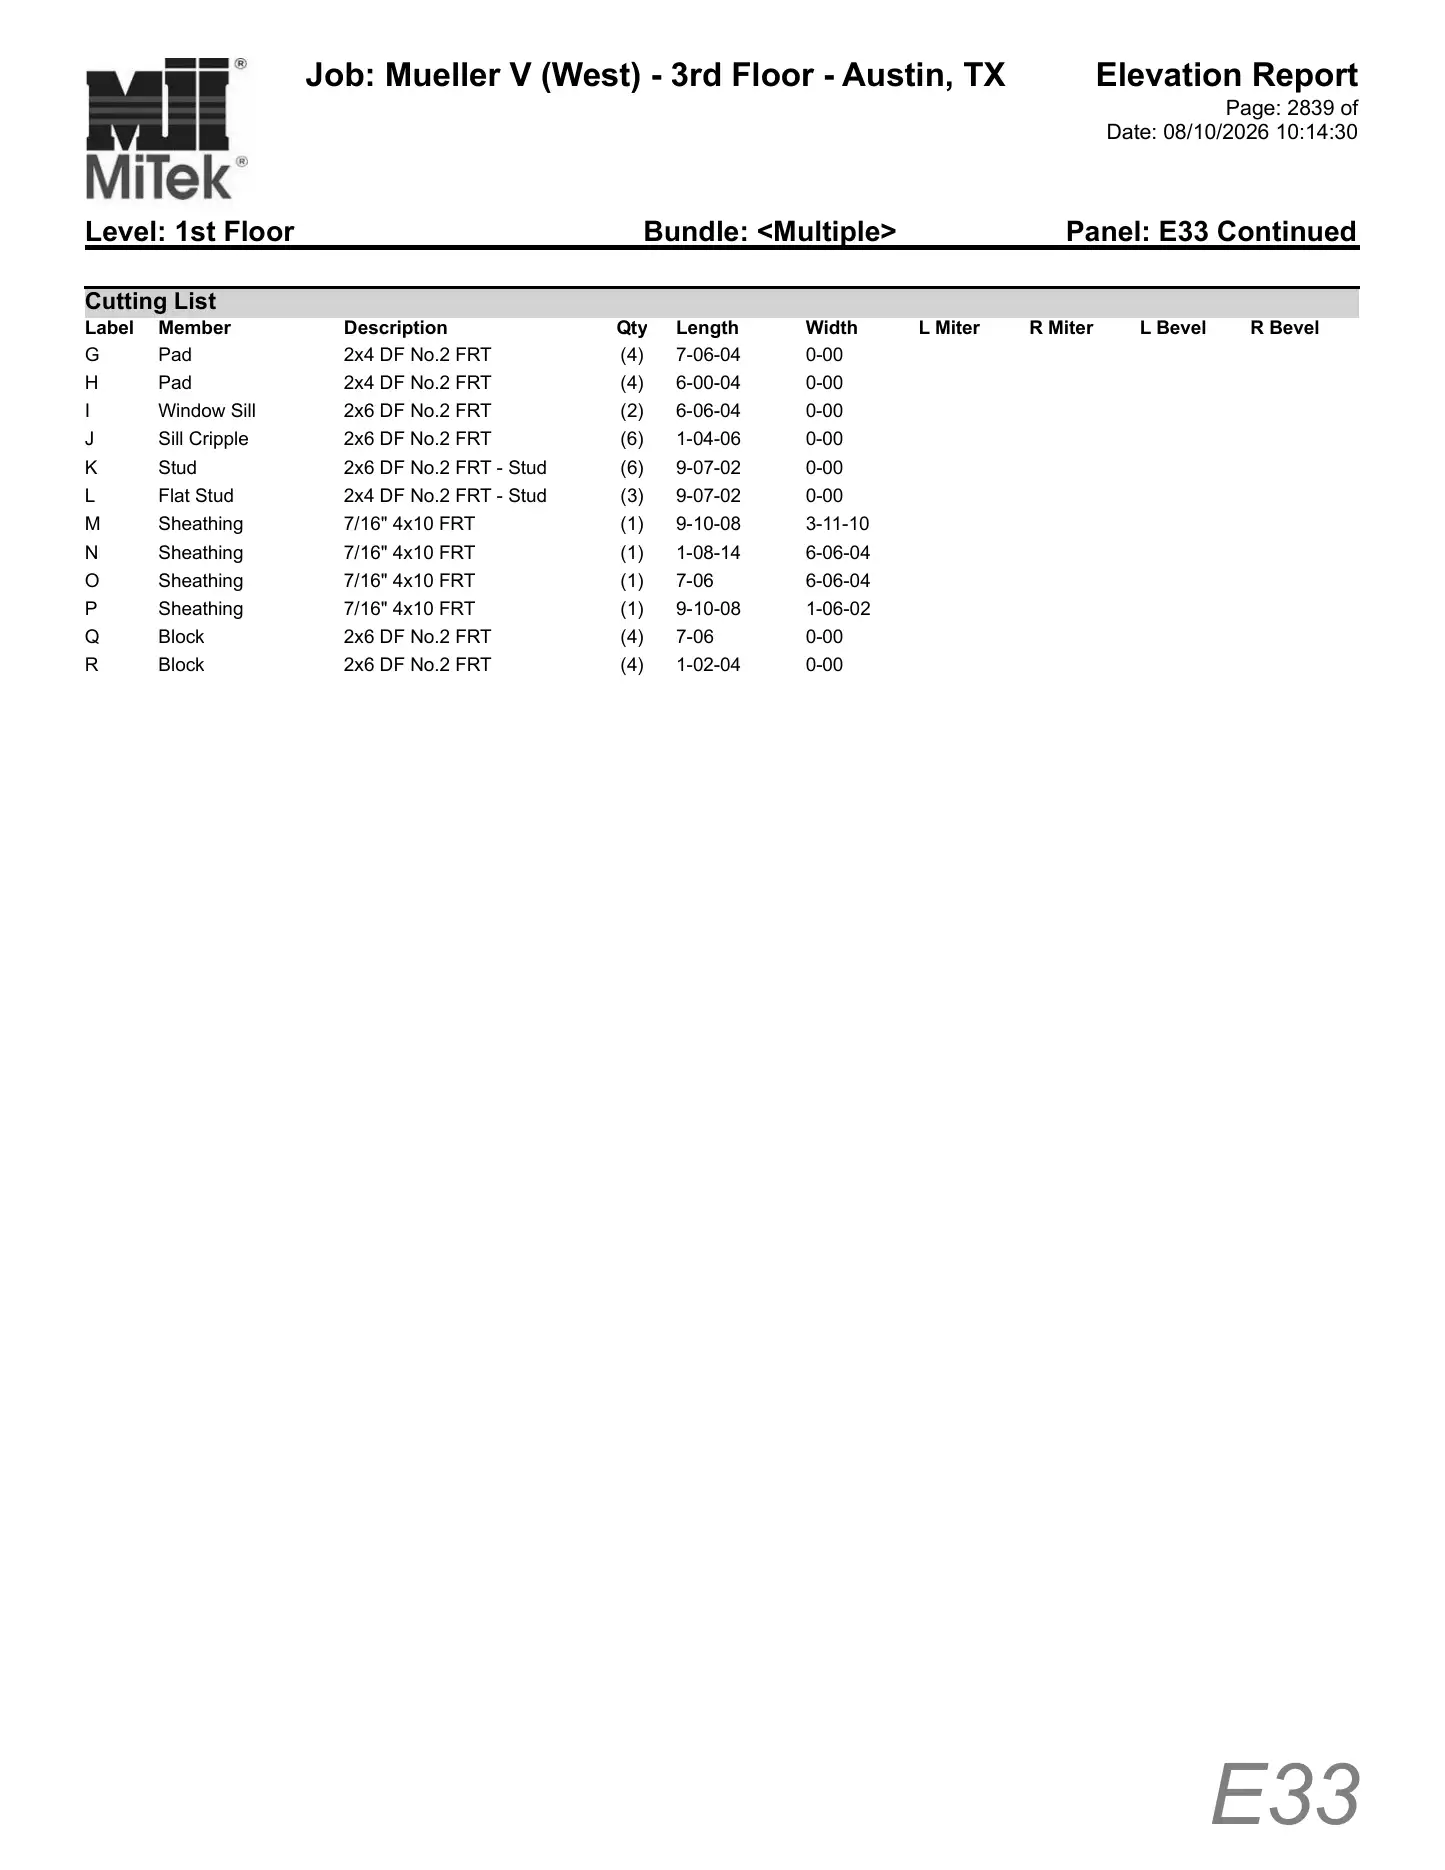 Job: Mueller V (West) - 3rd Floor - Austin, TX
Elevation Report
Page: 2839 of
Date: 08/10/2026 10:14:30
® MiTek®
Level: 1st Floor Bundle: <Multiple> Panel: E33 Continued
Cutting List
Label Member Description Qty Length Width L Miter R Miter L Bevel R Bevel
G Pad 2x4 DF No.2 FRT (4) 7-06-04 0-00
H Pad 2x4 DF No.2 FRT (4) 6-00-04 0-00
I Window Sill 2x6 DF No.2 FRT (2) 6-06-04 0-00
J Sill Cripple 2x6 DF No.2 FRT (6) 1-04-06 0-00
K Stud 2x6 DF No.2 FRT - Stud (6) 9-07-02 0-00
L Flat Stud 2x4 DF No.2 FRT - Stud (3) 9-07-02 0-00
M Sheathing 7/16" 4x10 FRT (1) 9-10-08 3-11-10
N Sheathing 7/16" 4x10 FRT (1) 1-08-14 6-06-04
O Sheathing 7/16" 4x10 FRT (1) 7-06 6-06-04
P Sheathing 7/16" 4x10 FRT (1) 9-10-08 1-06-02
Q Block 2x6 DF No.2 FRT (4) 7-06 0-00
R Block 2x6 DF No.2 FRT (4) 1-02-04 0-00
E33